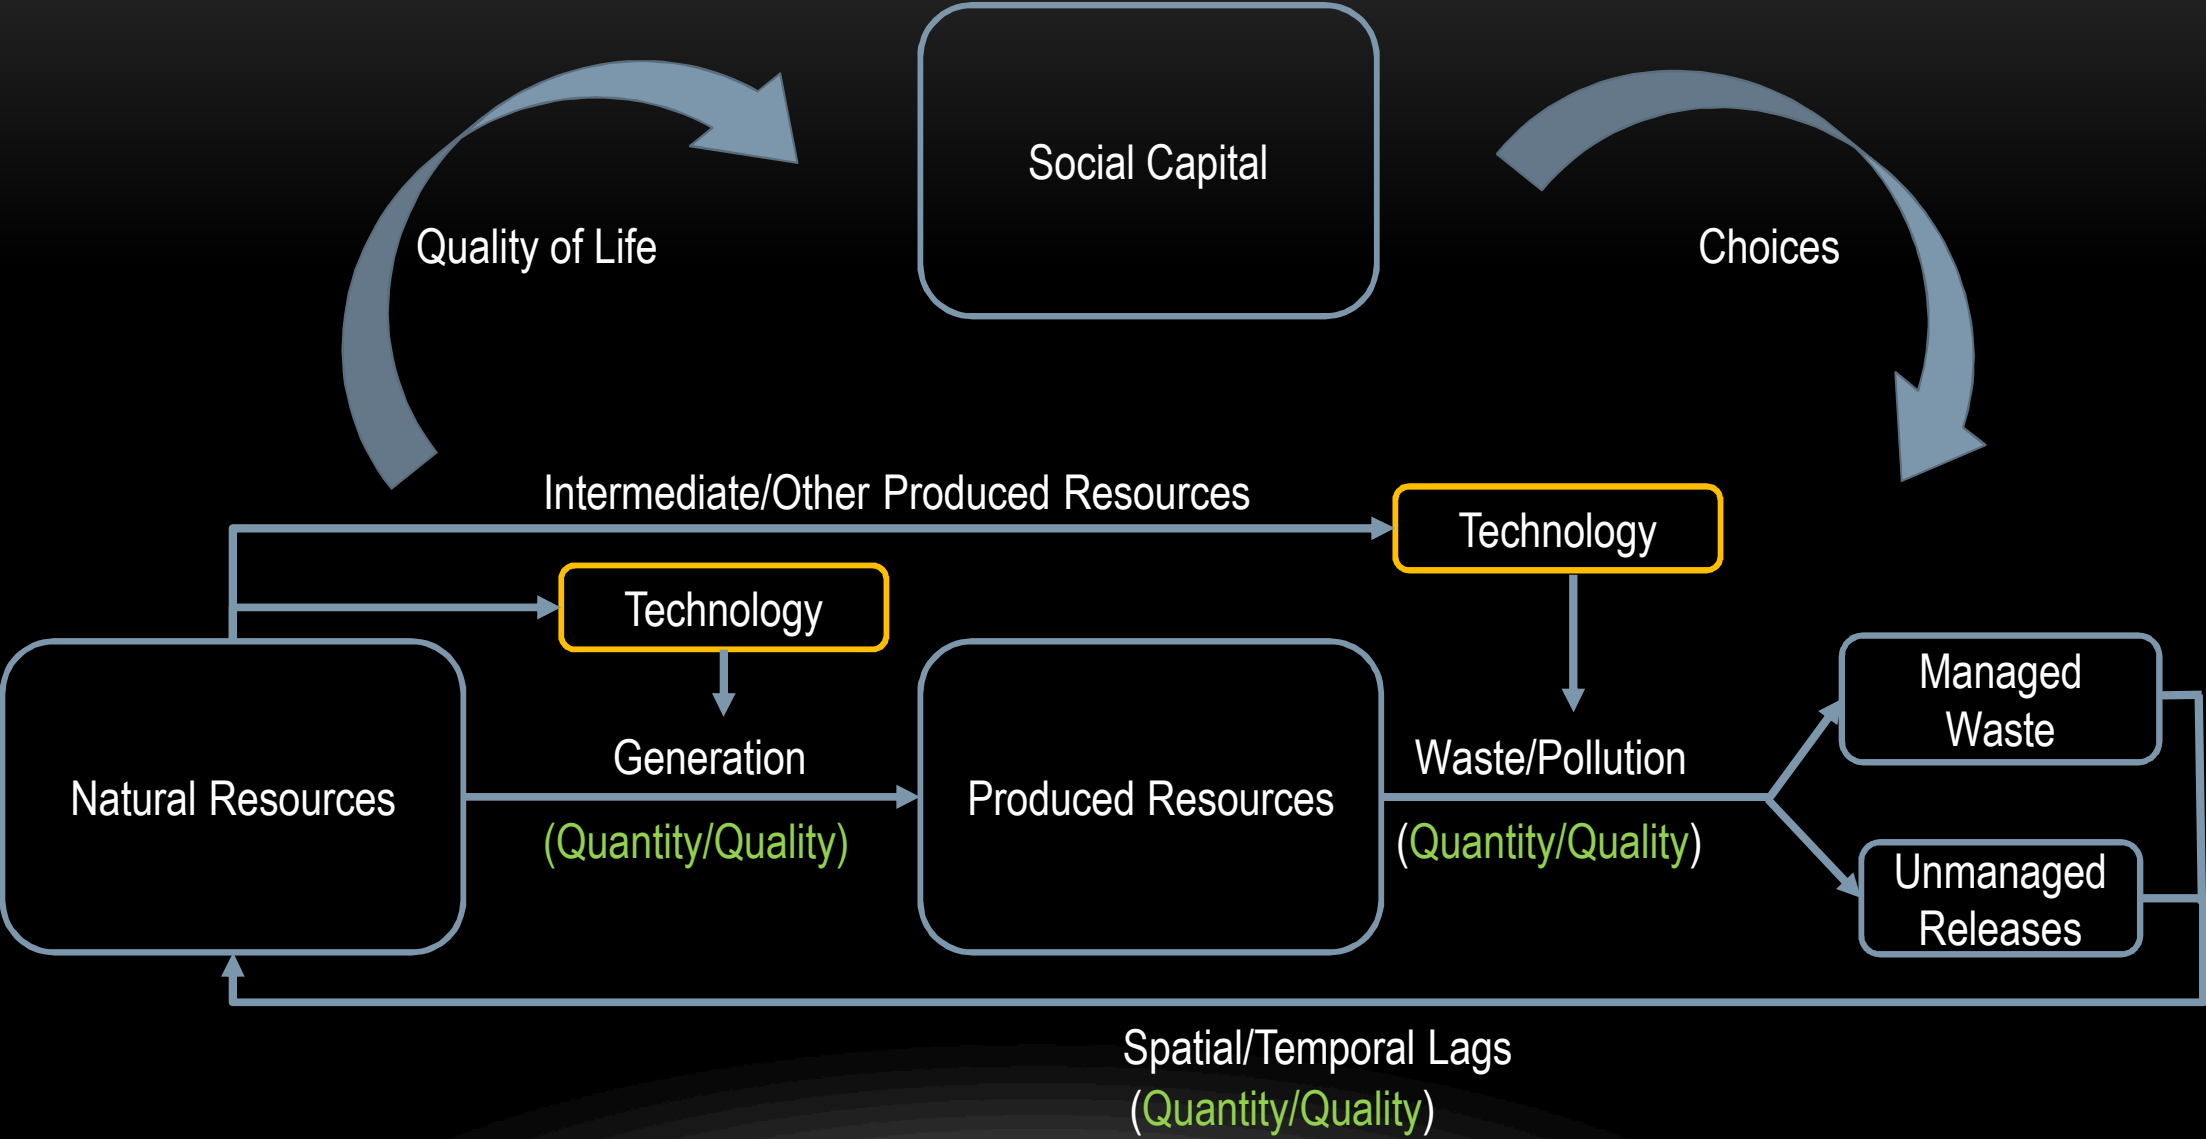 Social Capital
Quality of Life
Choices
Intermediate/Other Produced Resources
Technology
Technology
Managed
Waste
Generation
Waste/Pollution
Natural Resources
Produced Resources
(Quantity/Quality)
(Quantity/Quality)
Unmanaged
Releases
Spatial/Temporal Lags
(Quantity/Quality)